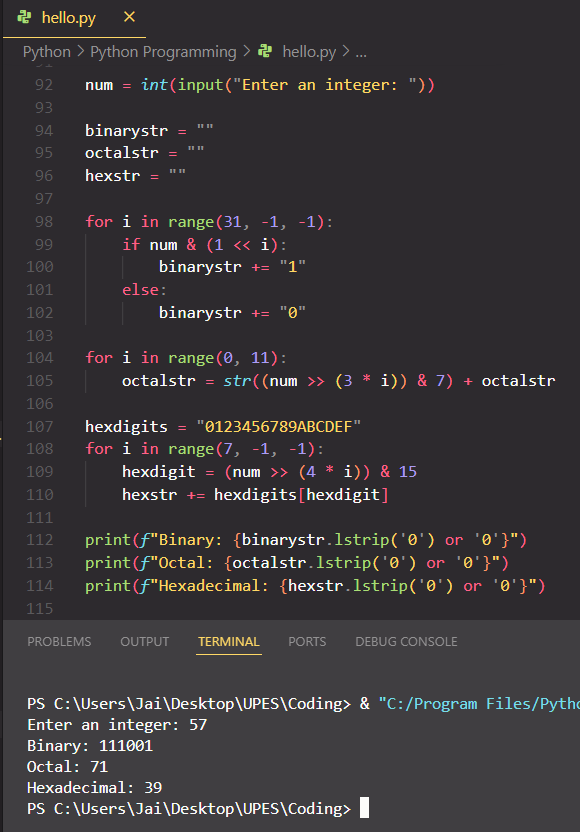 hello.py ×
Python > Python Programming > hello.py > ...
92 num = int(input("Enter an integer: "))
93
94 binarystr = ""
95 octalstr = ""
96 hexstr = ""
97
98 for i in range(31, -1, -1):
99     if num & (1 << i):
100         binarystr += "1"
101     else:
102         binarystr += "0"
103
104 for i in range(0, 11):
105     octalstr = str((num >> (3 * i)) & 7) + octalstr
106
107 hexdigits = "0123456789ABCDEF"
108 for i in range(7, -1, -1):
109     hexdigit = (num >> (4 * i)) & 15
110     hexstr += hexdigits[hexdigit]
111
112 print(f"Binary: {binarystr.lstrip('0') or '0'}")
113 print(f"Octal: {octalstr.lstrip('0') or '0'}")
114 print(f"Hexadecimal: {hexstr.lstrip('0') or '0'}")
115
PROBLEMS OUTPUT TERMINAL PORTS DEBUG CONSOLE
PS C:\Users\Jai\Desktop\UPES\Coding> & "C:/Program Files/Pytho
Enter an integer: 57
Binary: 111001
Octal: 71
Hexadecimal: 39
PS C:\Users\Jai\Desktop\UPES\Coding>